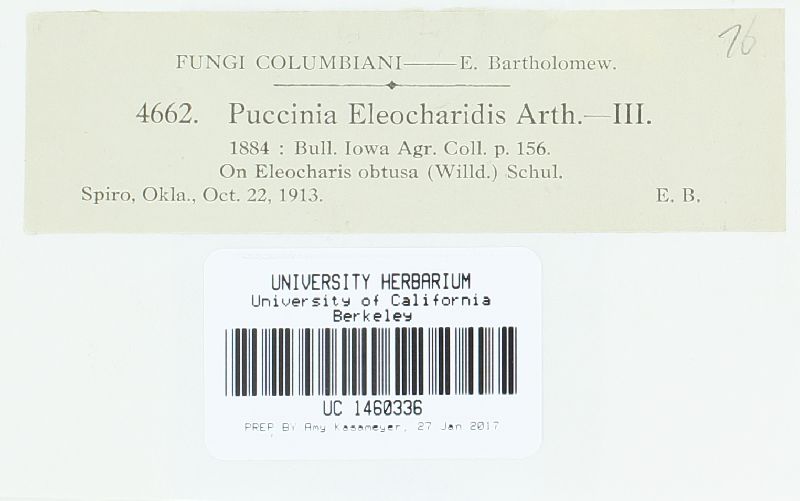 76
FUNGI COLUMBIANI——E. Bartholomew.
4662. Puccinia Eleocharidis Arth.—III.
1884 : Bull. Iowa Agr. Coll. p. 156.
On Eleocharis obtusa (Willd.) Schul.
Spiro, Okla., Oct. 22, 1913. E. B.
UNIVERSITY HERBARIUM
University of California
Berkeley
UC 1460336
PREP BY Amy Kasameyer, 27 Jan 2017